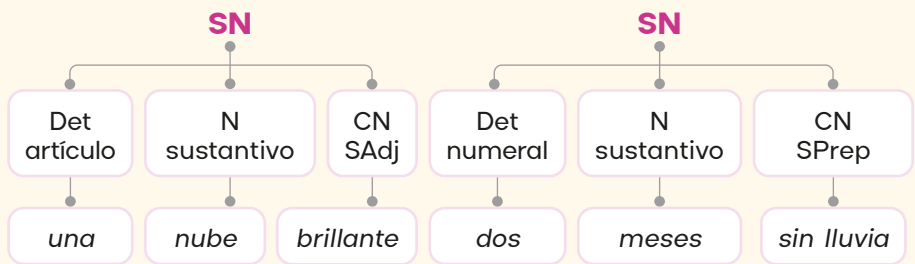 SN
SN
Det
artículo
N
sustantivo
CN
SAdj
Det
numeral
N
sustantivo
CN
SPrep
una
nube
brillante
dos
meses
sin lluvia